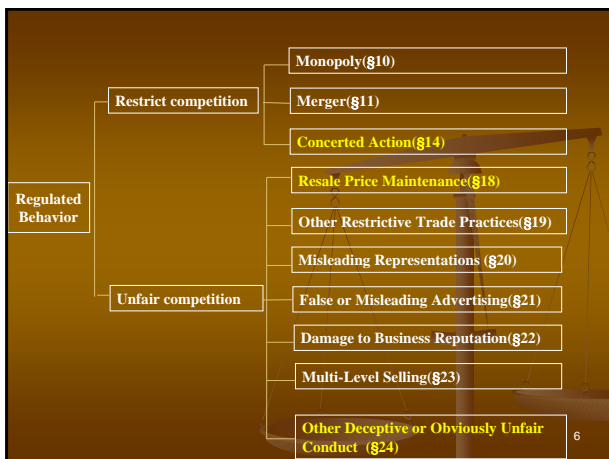 Regulated
Behavior
Restrict competition
Monopoly(§10)
Merger(§11)
Concerted Action(§14)
Unfair competition
Resale Price Maintenance(§18)
Other Restrictive Trade Practices(§19)
Misleading Representations (§20)
False or Misleading Advertising(§21)
Damage to Business Reputation(§22)
Multi-Level Selling(§23)
Other Deceptive or Obviously Unfair
Conduct (§24)
6